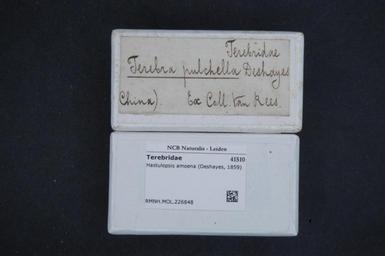 Terebridae
Terebra pulchella Deshayes
China). Ex Coll. van Rees.
NCB Naturalis - Leiden
Terebridae 41510
Hastulopsis amoena (Deshayes, 1859)
RMNH.MOL.226848